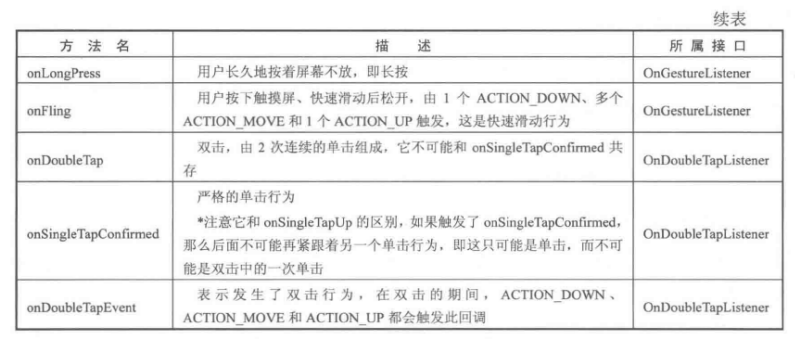 续表
方法名 描述 所属接口
onLongPress 用户长久地按着屏幕不放，即长按 OnGestureListener
onFling 用户按下触摸屏、快速滑动后松开，由 1 个 ACTION_DOWN、多个
ACTION_MOVE 和 1 个 ACTION_UP 触发，这是快速滑动行为 OnGestureListener
onDoubleTap 双击，由 2 次连续的单击组成，它不可能和 onSingleTapConfirmed 共
存 OnDoubleTapListener
onSingleTapConfirmed 严格的单击行为
*注意它和 onSingleTapUp 的区别，如果触发了 onSingleTapConfirmed，
那么后面不可能再紧跟着另一个单击行为，即这只可能是单击，而不可
能是双击中的一次单击 OnDoubleTapListener
onDoubleTapEvent 表示发生了双击行为，在双击的期间，ACTION_DOWN、
ACTION_MOVE 和 ACTION_UP 都会触发此回调 OnDoubleTapListener